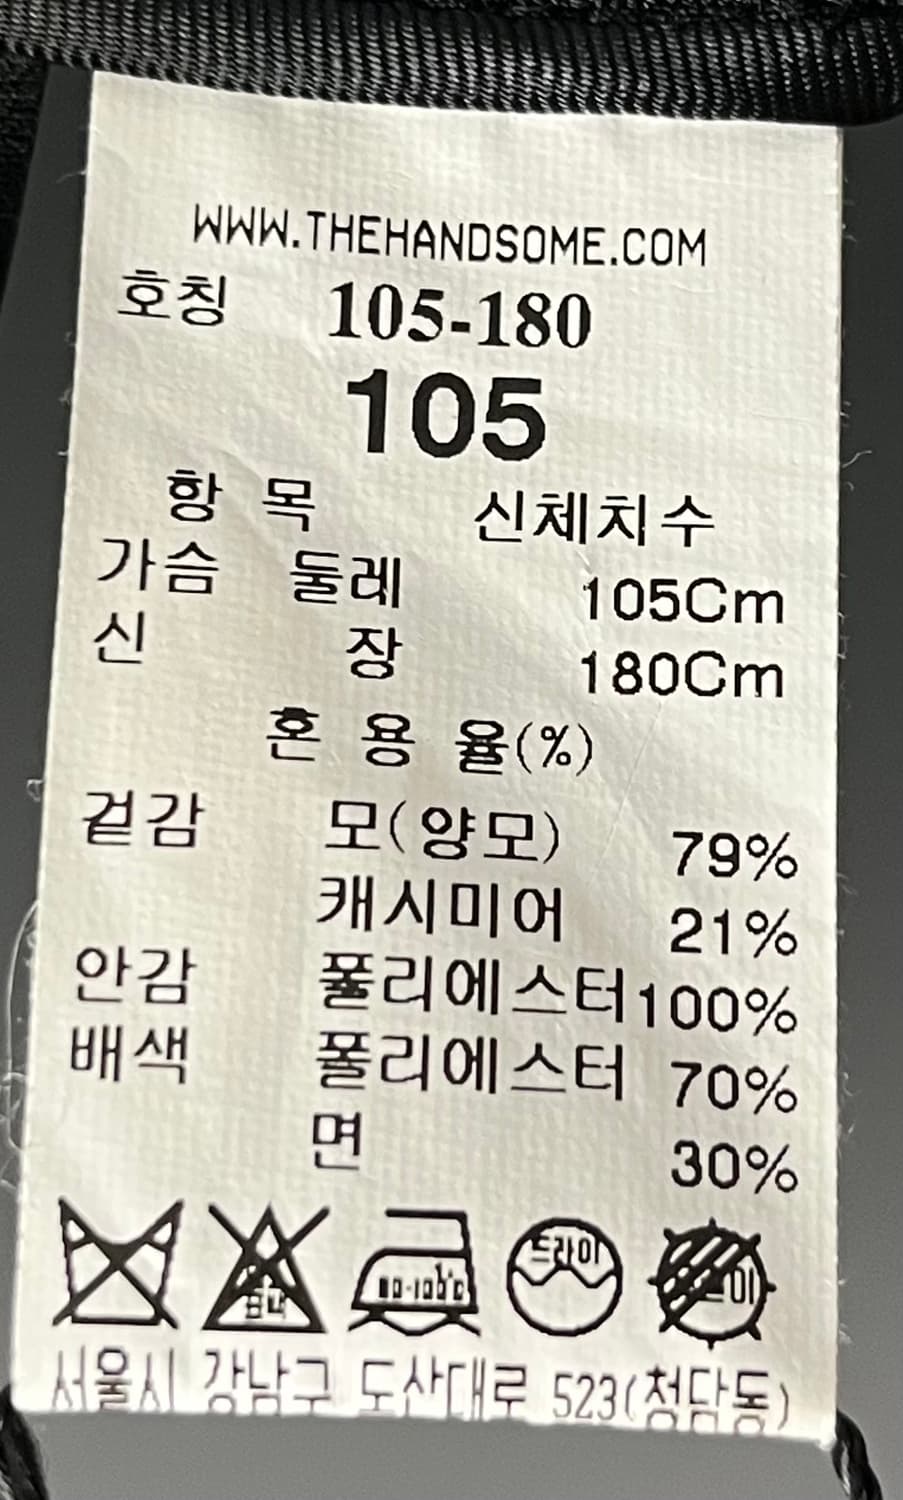 WWW.THEHANDSOME.COM
호칭 105-180
105
항 목 신체치수
가슴 둘레 105Cm
신 장 180Cm
혼 용 율(%)
겉감 모(양모) 79%
캐시미어 21%
안감 폴리에스터 100%
배색 폴리에스터 70%
면 30%
80-120℃ 드라이
서울시 강남구 도산대로 523(청담동)